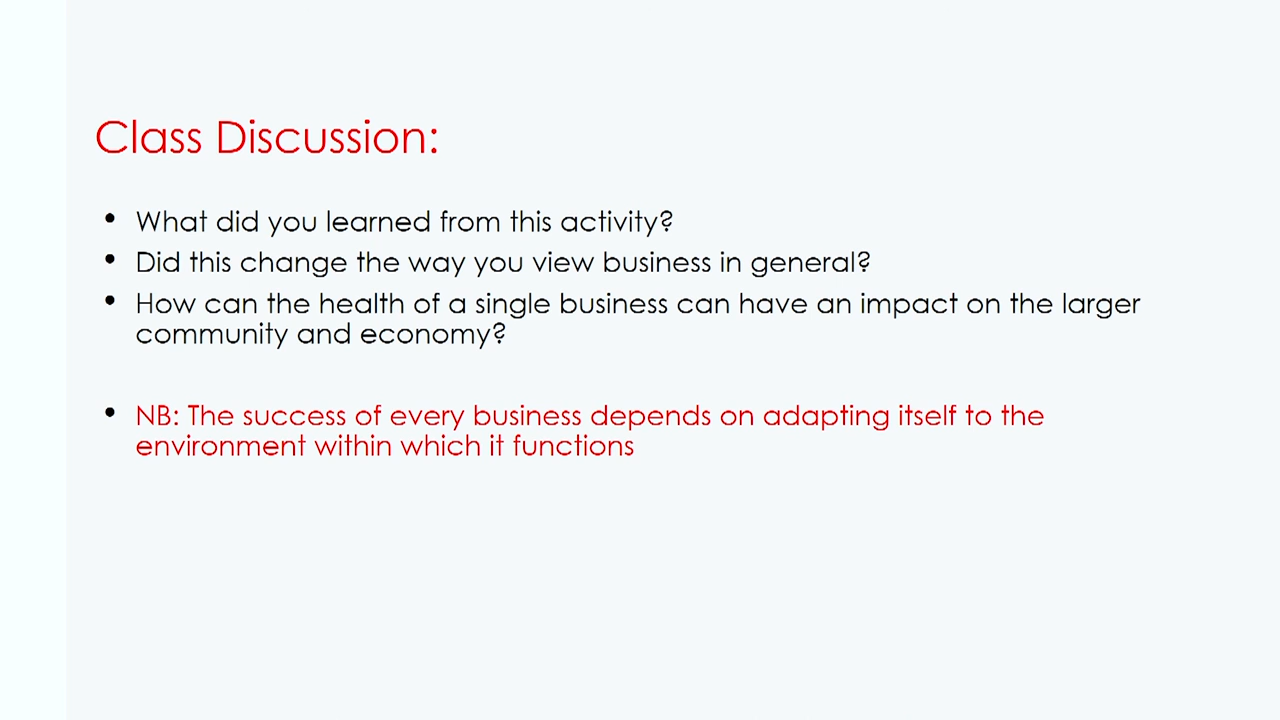 Class Discussion:
• What did you learned from this activity?
• Did this change the way you view business in general?
• How can the health of a single business can have an impact on the larger
community and economy?
• NB: The success of every business depends on adapting itself to the
environment within which it functions